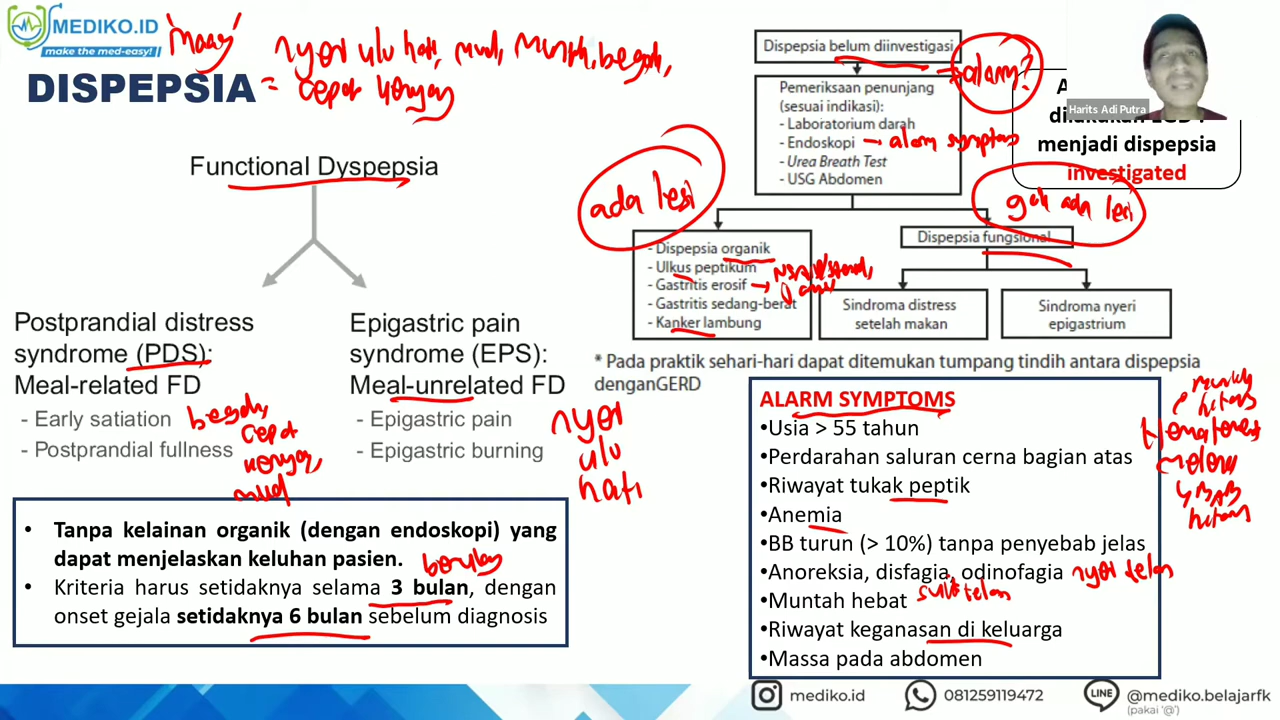 MEDIKO.ID
make the med-easy!
"maag"
DISPEPSIA
= nyeri ulu hati, mual, muntah, begah,
cepat kenyang
Functional Dyspepsia
Postprandial distress
syndrome (PDS):
Meal-related FD
- Early satiation
- Postprandial fullness
begah,
cepat
kenyang,
mual
Epigastric pain
syndrome (EPS):
Meal-unrelated FD
- Epigastric pain
- Epigastric burning
nyeri
ulu
hati
• Tanpa kelainan organik (dengan endoskopi) yang
dapat menjelaskan keluhan pasien.
berulang
• Kriteria harus setidaknya selama 3 bulan, dengan
onset gejala setidaknya 6 bulan sebelum diagnosis
Dispepsia belum diinvestigasi
alarm?
Pemeriksaan penunjang
(sesuai indikasi):
- Laboratorium darah
- Endoskopi → alarm symptoms
- Urea Breath Test
- USG Abdomen
Harits Adi Putra
menjadi dispepsia
investigated
ada lesi
gak ada lesi
- Dispepsia organik
- Ulkus peptikum
- Gastritis erosif
- Gastritis sedang-berat
- Kanker lambung
Dispepsia fungsional
Sindroma distress
setelah makan
Sindroma nyeri
epigastrium
* Pada praktik sehari-hari dapat ditemukan tumpang tindih antara dispepsia
denganGERD
ALARM SYMPTOMS
•Usia > 55 tahun
•Perdarahan saluran cerna bagian atas
•Riwayat tukak peptik
•Anemia
•BB turun (> 10%) tanpa penyebab jelas
•Anoreksia, disfagia, odinofagia nyeri telan
•Muntah hebat sulit telan
•Riwayat keganasan di keluarga
•Massa pada abdomen
muntah
hitam
Hematemesis
melena
↳ BAB
hitam
mediko.id
081259119472
LINE
@mediko.belajarfk
(pakai '@')